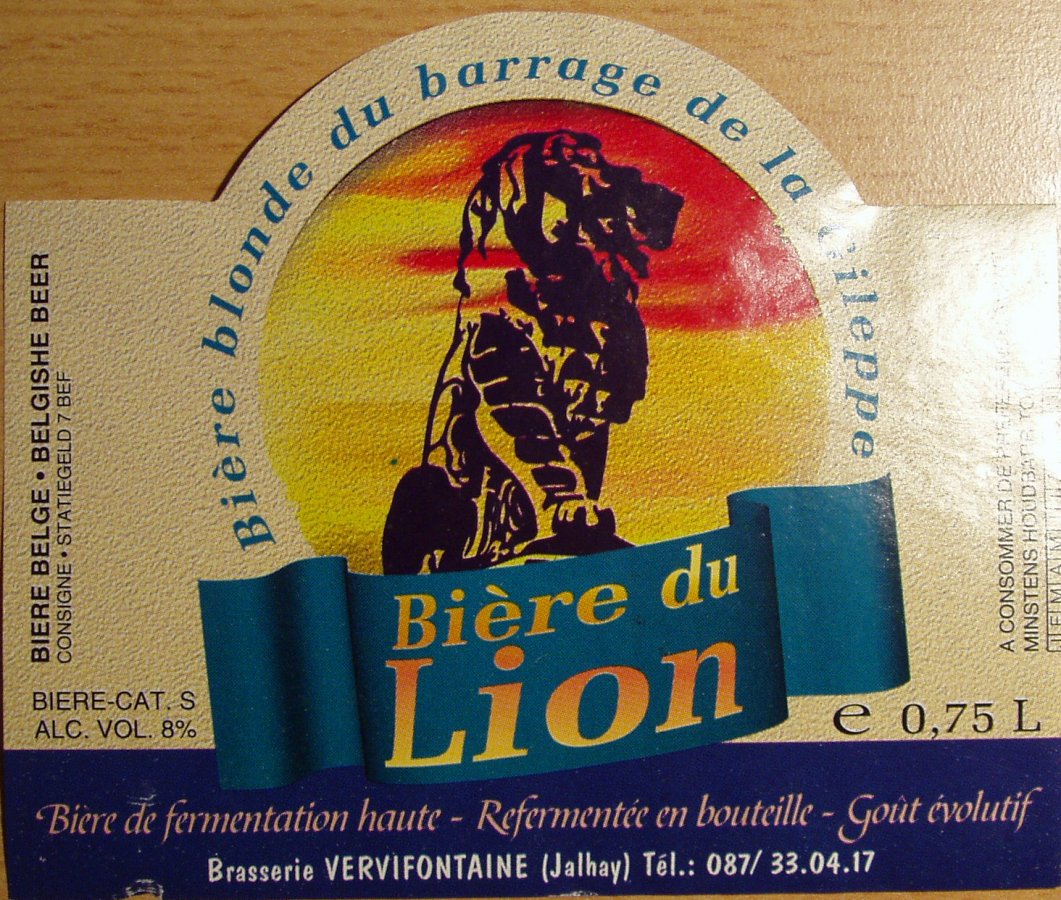 Bière blonde du barrage de la Gileppe
BIERE BELGE • BELGISHE BEER
CONSIGNE • STATIEGELD 7 BEF
BIERE-CAT. S
ALC. VOL. 8%
Bière du
Lion
A CONSOMMER DE
MINSTENS HOUDBAAR TOT
J F M A M
e 0,75 L
Bière de fermentation haute - Refermentée en bouteille - Goût évolutif
Brasserie VERVIFONTAINE (Jalhay) Tél.: 087/ 33.04.17